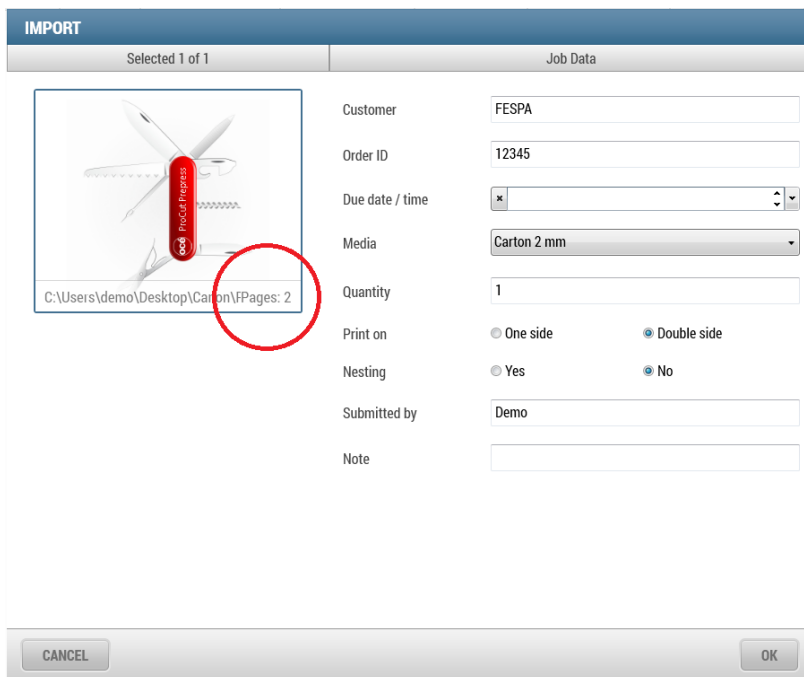 IMPORT
Selected 1 of 1
Job Data
océ ProCut Prepress
C:\Users\demo\Desktop\Canon\FPages: 2
Customer
FESPA
Order ID
12345
Due date / time
Media
Carton 2 mm
Quantity
1
Print on
One side
Double side
Nesting
Yes
No
Submitted by
Demo
Note
CANCEL
OK